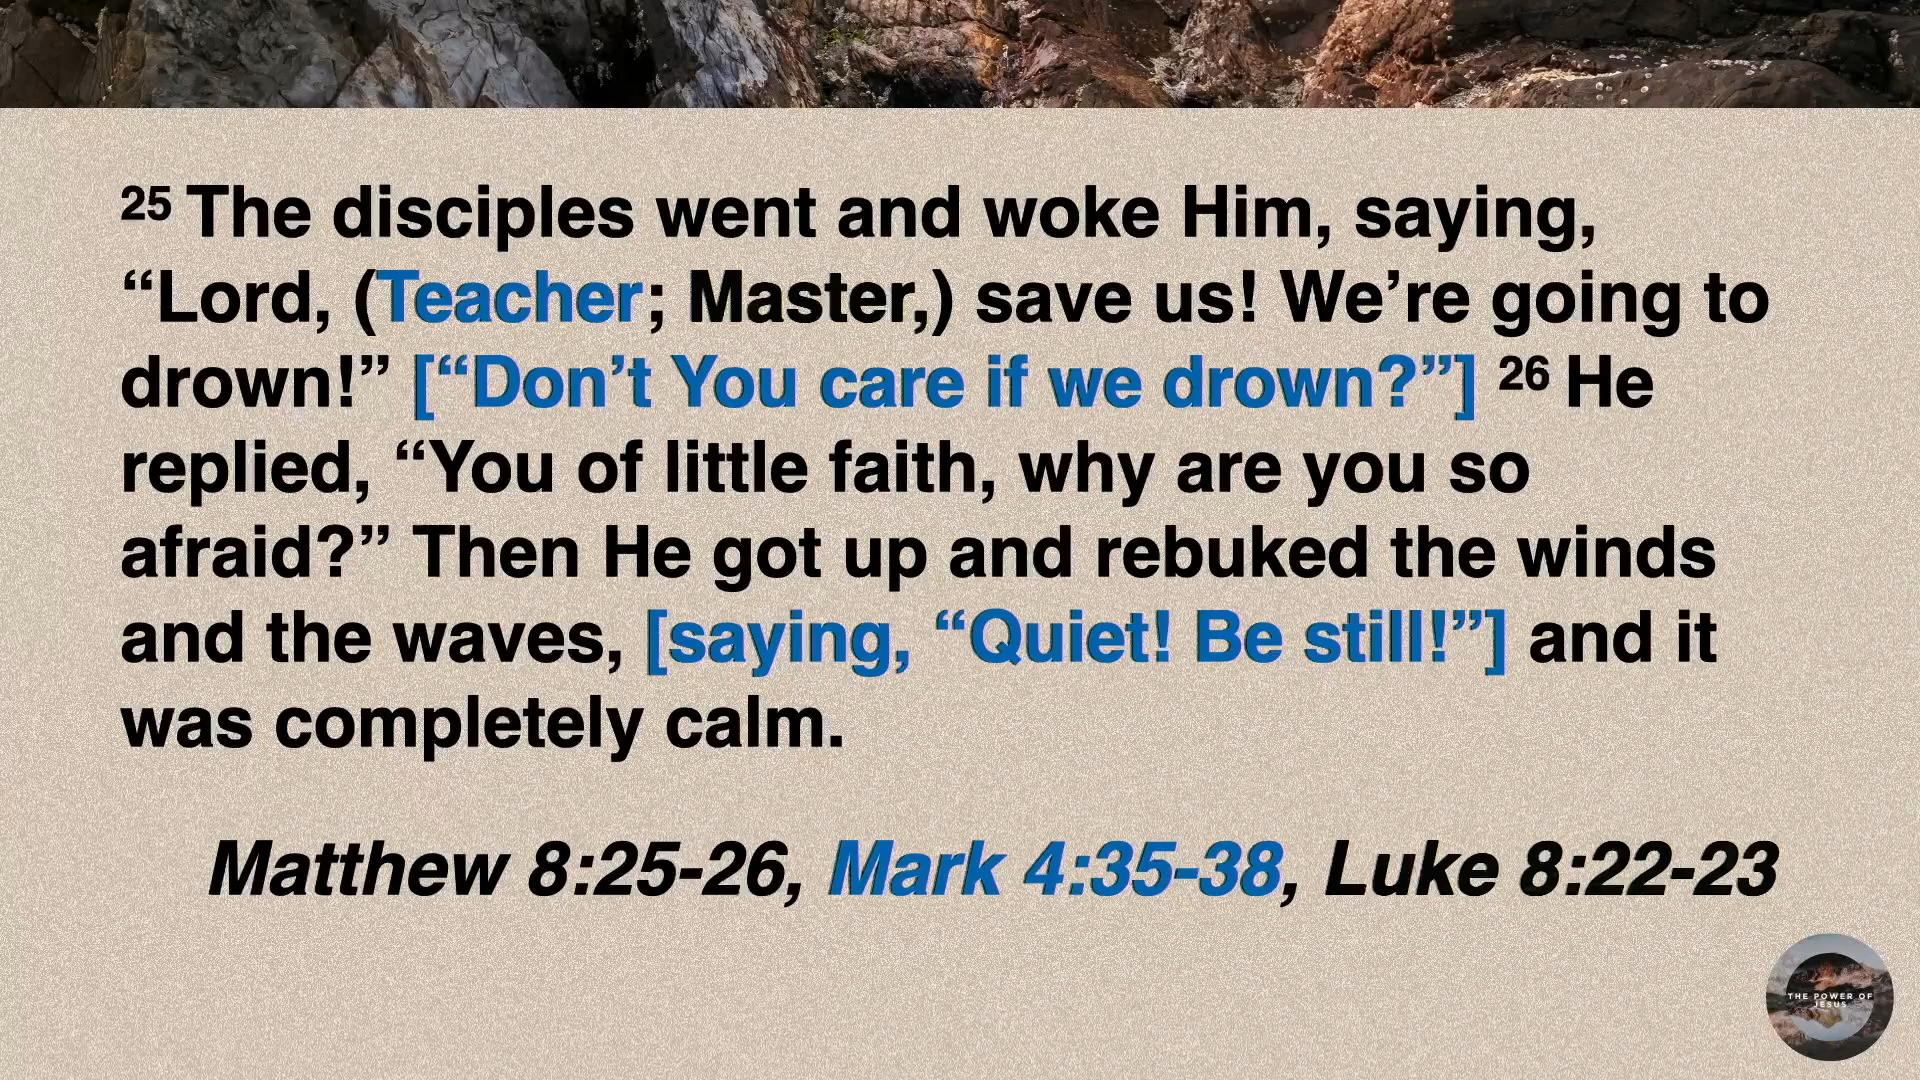 25 The disciples went and woke Him, saying,
“Lord, (Teacher; Master,) save us! We’re going to
drown!” [“Don’t You care if we drown?”] 26 He
replied, “You of little faith, why are you so
afraid?” Then He got up and rebuked the winds
and the waves, [saying, “Quiet! Be still!”] and it
was completely calm.
Matthew 8:25-26, Mark 4:35-38, Luke 8:22-23
THE POWER OF
JESUS